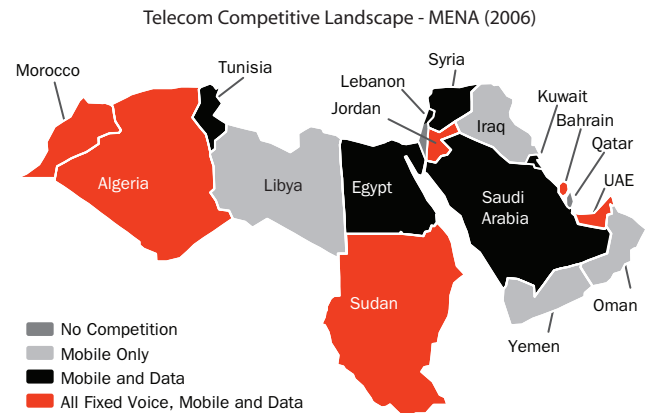 Telecom Competitive Landscape - MENA (2006)
Morocco
Tunisia
Syria
Lebanon
Jordan
Iraq
Kuwait
Bahrain
Qatar
UAE
Algeria
Libya
Egypt
Saudi
Arabia
Sudan
Oman
Yemen
No Competition
Mobile Only
Mobile and Data
All Fixed Voice, Mobile and Data